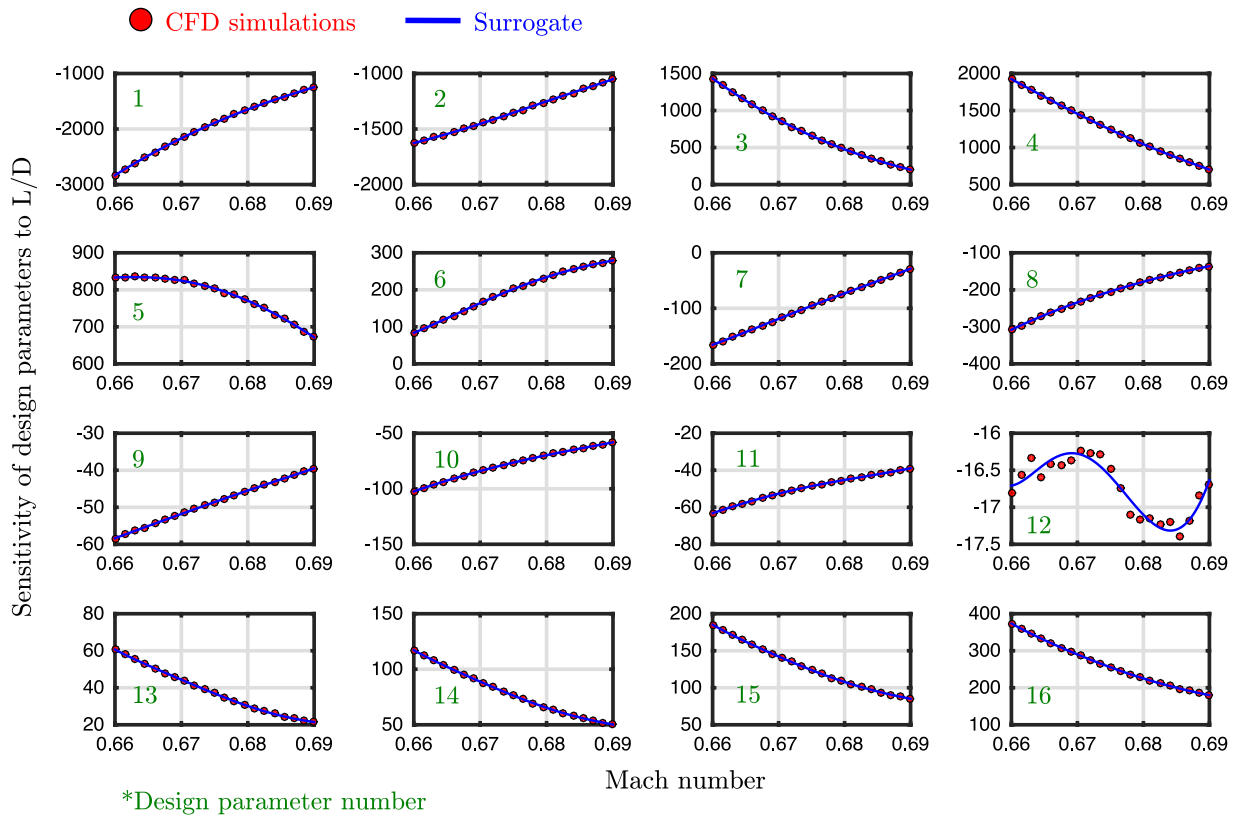 CFD simulations Surrogate
Sensitivity of design parameters to L/D
-1000 -1000 1500 2000
1 2 3 4
-2000 -1500 1000 1500
500 1000
-3000 -2000 0 500
0.66 0.67 0.68 0.69 0.66 0.67 0.68 0.69 0.66 0.67 0.68 0.69 0.66 0.67 0.68 0.69
900 300 0 -100
5 6 7 8
800 200 -100 -200
700 100 -300
600 0 -200 -400
0.66 0.67 0.68 0.69 0.66 0.67 0.68 0.69 0.66 0.67 0.68 0.69 0.66 0.67 0.68 0.69
-30 -50 -20 -16
9 10 11 12
-40 -100 -40 -16.5
-50 -60 -17
-60 -150 -80 -17.5
0.66 0.67 0.68 0.69 0.66 0.67 0.68 0.69 0.66 0.67 0.68 0.69 0.66 0.67 0.68 0.69
80 150 200 400
60 100 150 300
40 100 200
13 14 15 16
20 50 50 100
0.66 0.67 0.68 0.69 0.66 0.67 0.68 0.69 0.66 0.67 0.68 0.69 0.66 0.67 0.68 0.69
Mach number
*Design parameter number